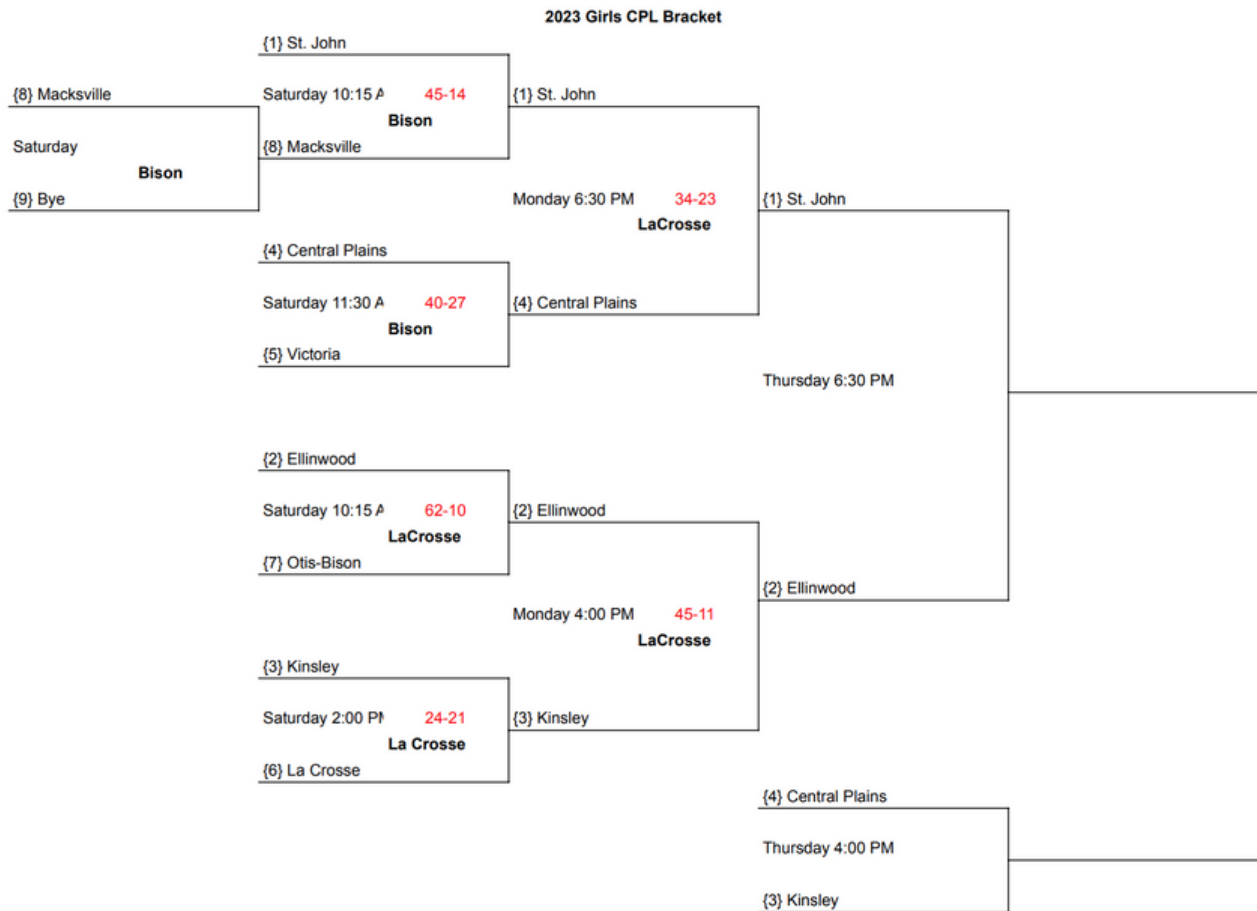 2023 Girls CPL Bracket
{1} St. John
{8} Macksville
Saturday 10:15 A
45-14
{1} St. John
Bison
Saturday
{8} Macksville
Bison
{9} Bye
Monday 6:30 PM
34-23
{1} St. John
LaCrosse
{4} Central Plains
Saturday 11:30 A
40-27
{4} Central Plains
Bison
{5} Victoria
Thursday 6:30 PM
{2} Ellinwood
Saturday 10:15 A
62-10
{2} Ellinwood
LaCrosse
{7} Otis-Bison
{2} Ellinwood
Monday 4:00 PM
45-11
LaCrosse
{3} Kinsley
Saturday 2:00 PM
24-21
{3} Kinsley
La Crosse
{6} La Crosse
{4} Central Plains
Thursday 4:00 PM
{3} Kinsley